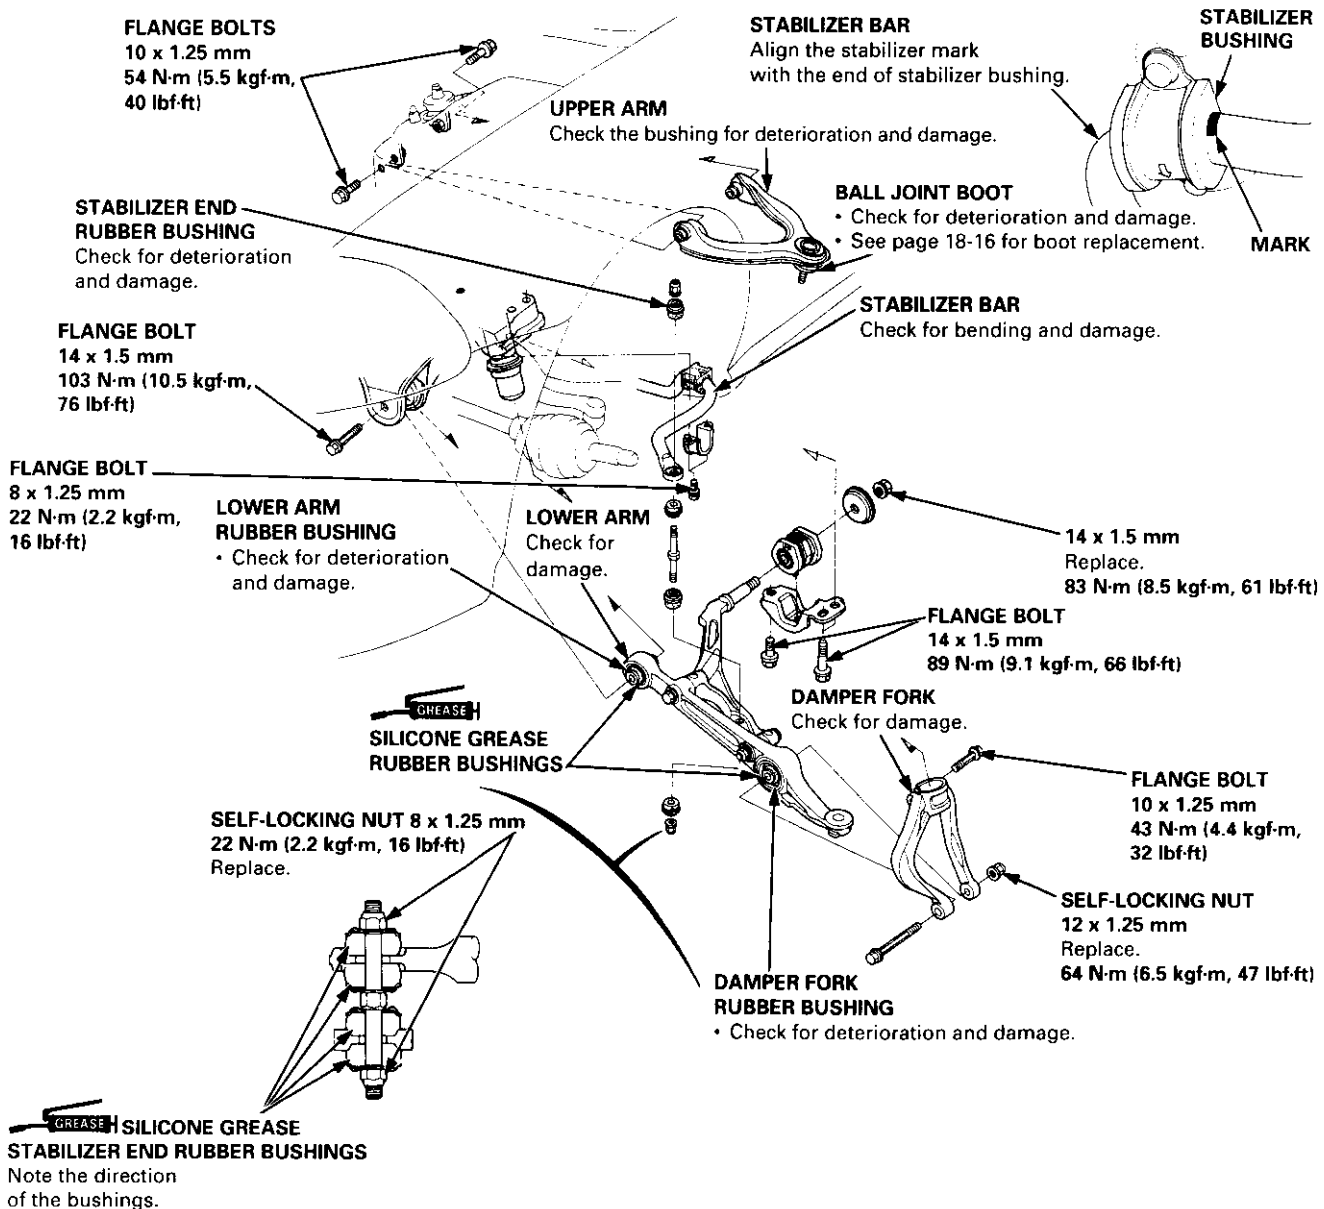 FLANGE BOLTS
10 x 1.25 mm
54 N·m (5.5 kgf·m,
40 lbf·ft)
STABILIZER BAR
Align the stabilizer mark
with the end of stabilizer bushing.
STABILIZER
BUSHING
MARK
UPPER ARM
Check the bushing for deterioration and damage.
BALL JOINT BOOT
• Check for deterioration and damage.
• See page 18-16 for boot replacement.
STABILIZER END
RUBBER BUSHING
Check for deterioration
and damage.
STABILIZER BAR
Check for bending and damage.
FLANGE BOLT
14 x 1.5 mm
103 N·m (10.5 kgf·m,
76 lbf·ft)
FLANGE BOLT
8 x 1.25 mm
22 N·m (2.2 kgf·m,
16 lbf·ft)
LOWER ARM
RUBBER BUSHING
• Check for deterioration
and damage.
LOWER ARM
Check for
damage.
14 x 1.5 mm
Replace.
83 N·m (8.5 kgf·m, 61 lbf·ft)
FLANGE BOLT
14 x 1.5 mm
89 N·m (9.1 kgf·m, 66 lbf·ft)
GREASE
SILICONE GREASE
RUBBER BUSHINGS
DAMPER FORK
Check for damage.
FLANGE BOLT
10 x 1.25 mm
43 N·m (4.4 kgf·m,
32 lbf·ft)
SELF-LOCKING NUT 8 x 1.25 mm
22 N·m (2.2 kgf·m, 16 lbf·ft)
Replace.
SELF-LOCKING NUT
12 x 1.25 mm
Replace.
64 N·m (6.5 kgf·m, 47 lbf·ft)
DAMPER FORK
RUBBER BUSHING
• Check for deterioration and damage.
GREASE SILICONE GREASE
STABILIZER END RUBBER BUSHINGS
Note the direction
of the bushings.